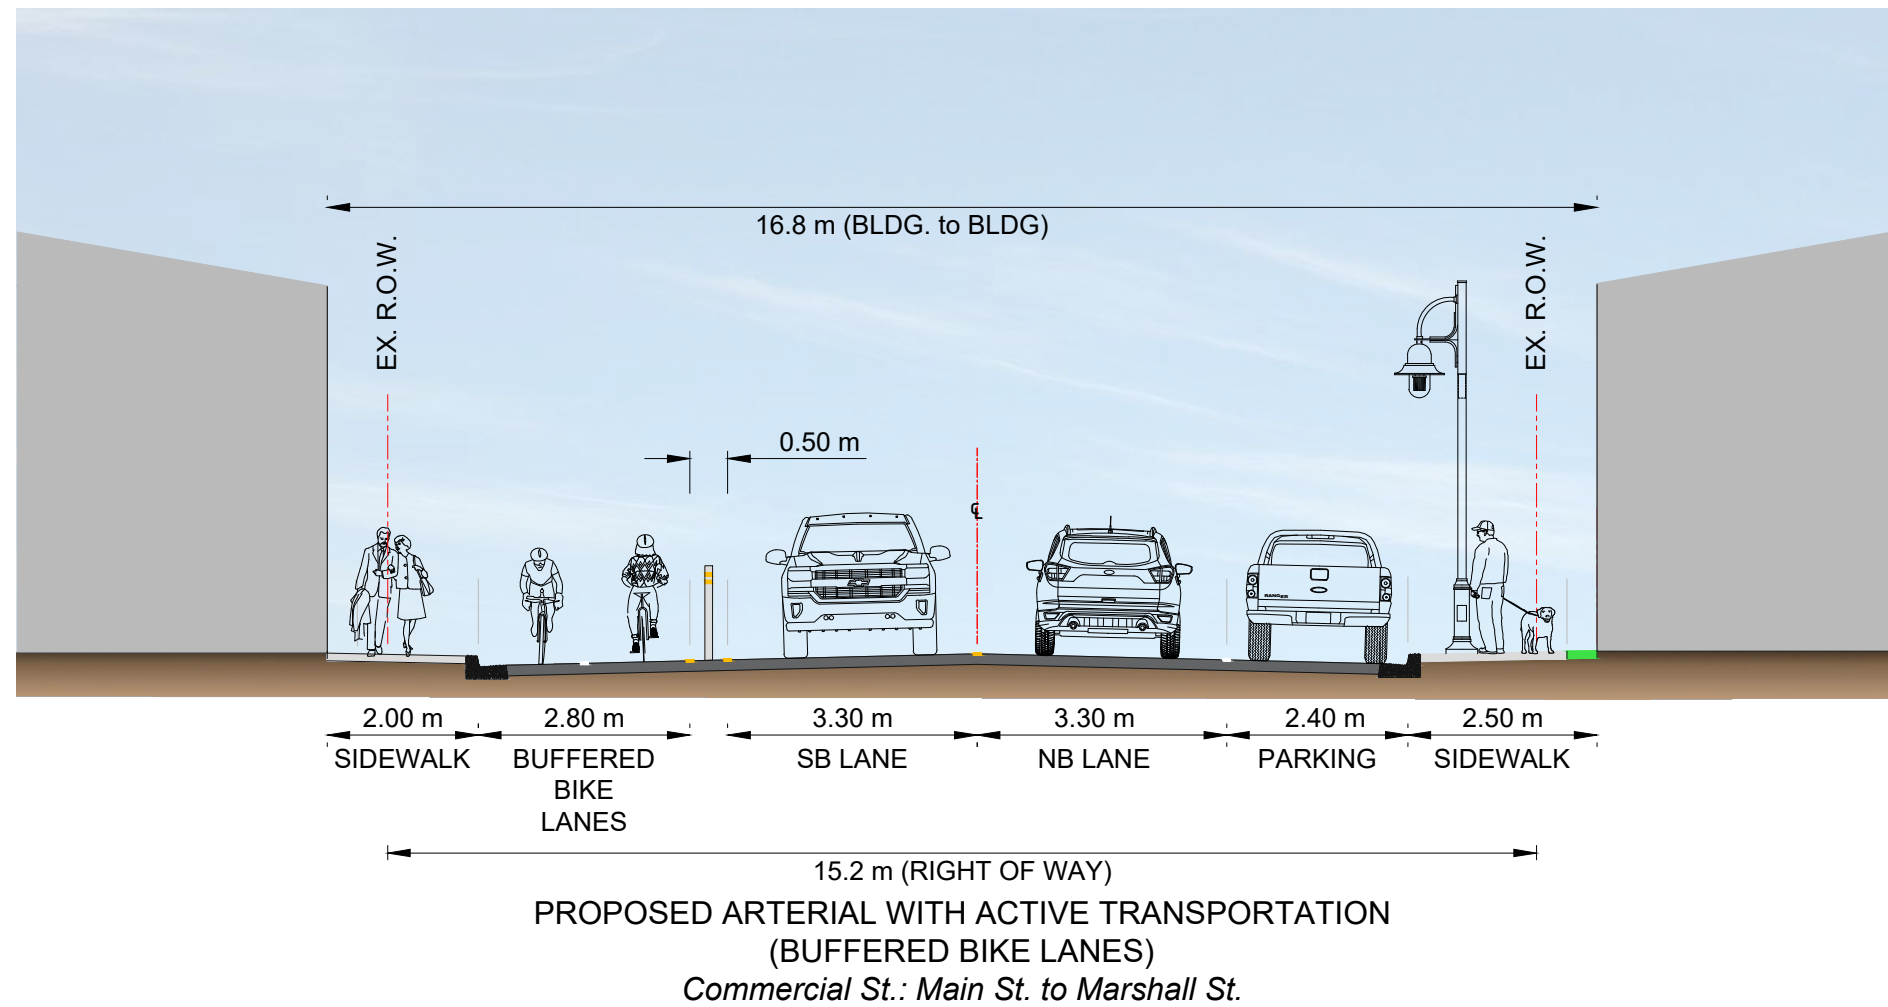 16.8 m (BLDG. to BLDG)
EX. R.O.W.
EX. R.O.W.
0.50 m
CL
RANGER
2.00 m
2.80 m
3.30 m
3.30 m
2.40 m
2.50 m
SIDEWALK
BUFFERED
BIKE
LANES
SB LANE
NB LANE
PARKING
SIDEWALK
15.2 m (RIGHT OF WAY)
PROPOSED ARTERIAL WITH ACTIVE TRANSPORTATION
(BUFFERED BIKE LANES)
Commercial St.: Main St. to Marshall St.